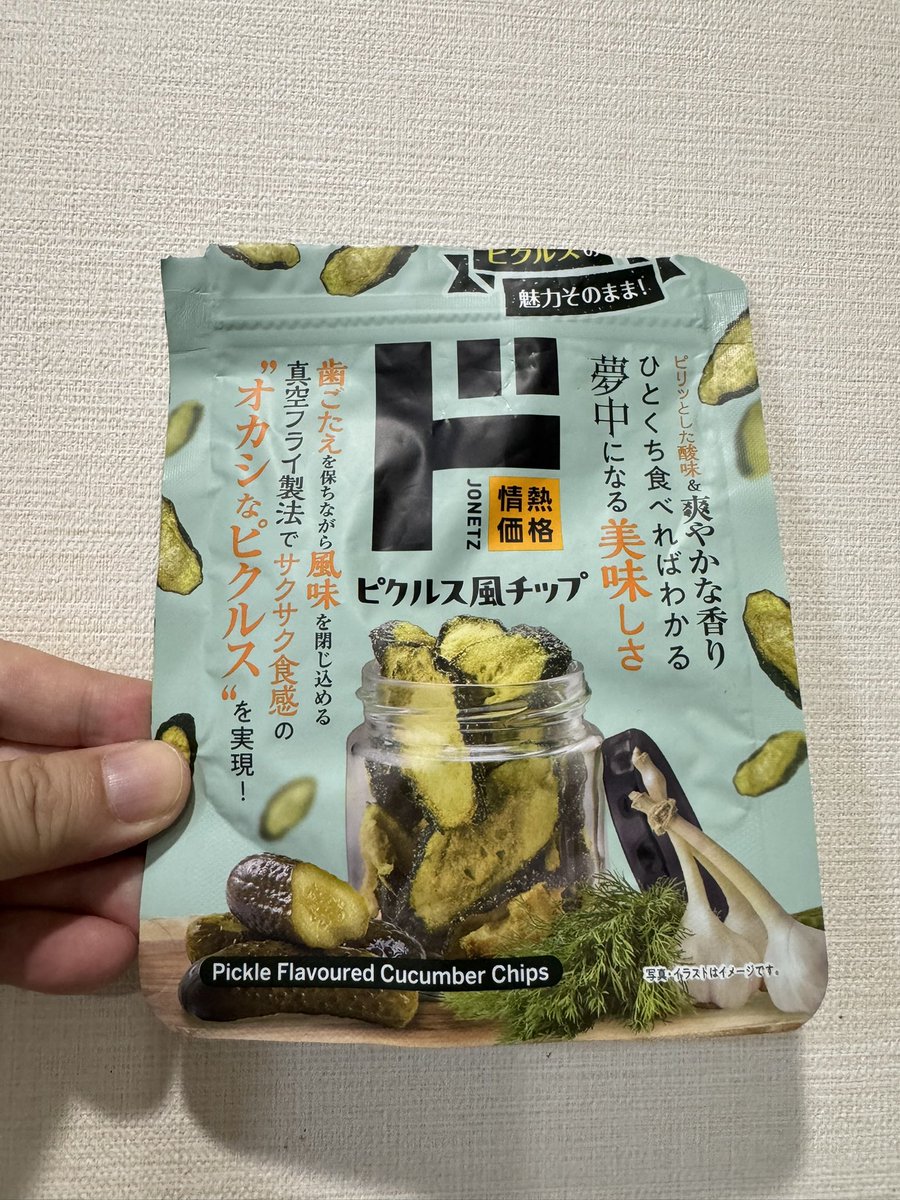 ピクルスの
魅力そのまま!
ピリッとした酸味&爽やかな香り
ひとくち食べればわかる
夢中になる美味しさ
ド
JONETZ
情熱
価格
歯ごたえを保ちながら風味を閉じ込める
真空フライ製法でサクサク食感の
"オカシなピクルス"を実現!
ピクルス風チップ
Pickle Flavoured Cucumber Chips
写真・イラストはイメージです。